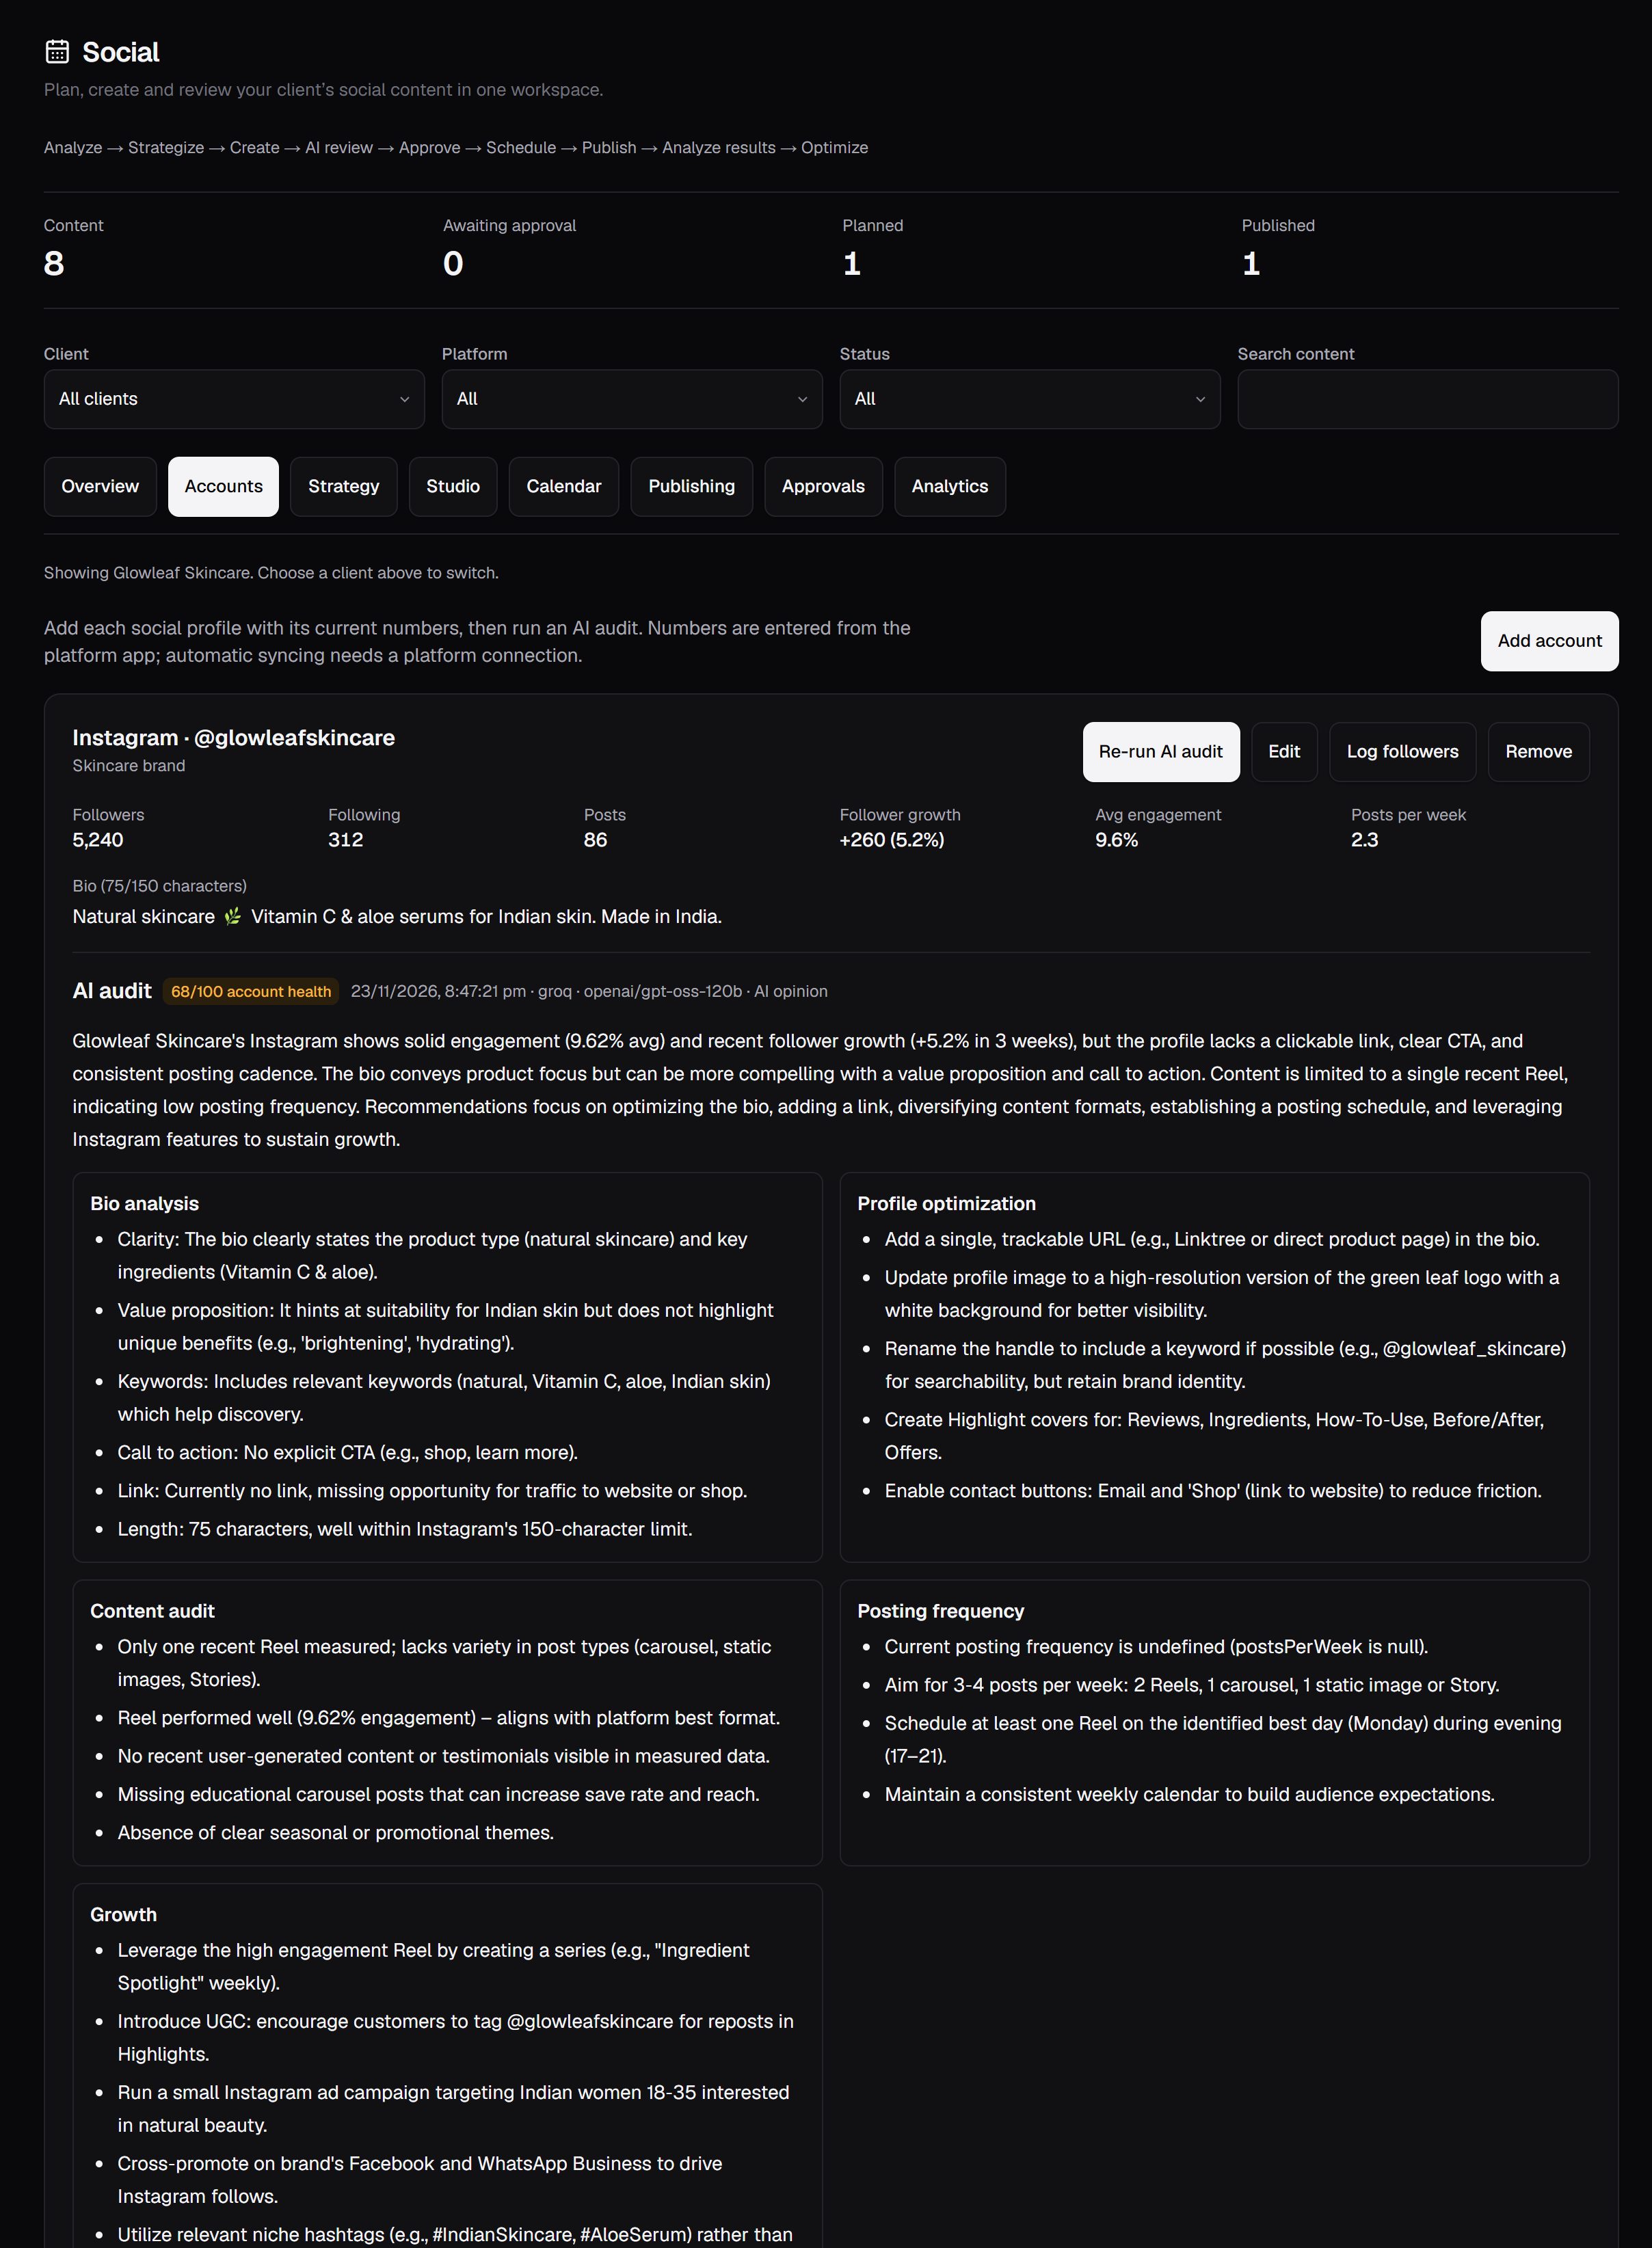 Social
Plan, create and review your client's social content in one workspace.
Analyze → Strategize → Create → AI review → Approve → Schedule → Publish → Analyze results → Optimize
Content
8
Awaiting approval
0
Planned
1
Published
1
Client
All clients
Platform
All
Status
All
Search content
Overview
Accounts
Strategy
Studio
Calendar
Publishing
Approvals
Analytics
Showing Glowleaf Skincare. Choose a client above to switch.
Add each social profile with its current numbers, then run an AI audit. Numbers are entered from the
platform app; automatic syncing needs a platform connection.
Add account
Instagram · @glowleafskincare
Skincare brand
Re-run AI audit
Edit
Log followers
Remove
Followers
5,240
Following
312
Posts
86
Follower growth
+260 (5.2%)
Avg engagement
9.6%
Posts per week
2.3
Bio (75/150 characters)
Natural skincare 🌿 Vitamin C & aloe serums for Indian skin. Made in India.
AI audit
68/100 account health
23/11/2026, 8:47:21 pm · groq · openai/gpt-oss-120b · AI opinion
Glowleaf Skincare's Instagram shows solid engagement (9.62% avg) and recent follower growth (+5.2% in 3 weeks), but the profile lacks a clickable link, clear CTA, and
consistent posting cadence. The bio conveys product focus but can be more compelling with a value proposition and call to action. Content is limited to a single recent Reel,
indicating low posting frequency. Recommendations focus on optimizing the bio, adding a link, diversifying content formats, establishing a posting schedule, and leveraging
Instagram features to sustain growth.
Bio analysis
• Clarity: The bio clearly states the product type (natural skincare) and key
ingredients (Vitamin C & aloe).
• Value proposition: It hints at suitability for Indian skin but does not highlight
unique benefits (e.g., 'brightening', 'hydrating').
• Keywords: Includes relevant keywords (natural, Vitamin C, aloe, Indian skin)
which help discovery.
• Call to action: No explicit CTA (e.g., shop, learn more).
• Link: Currently no link, missing opportunity for traffic to website or shop.
• Length: 75 characters, well within Instagram's 150-character limit.
Profile optimization
• Add a single, trackable URL (e.g., Linktree or direct product page) in the bio.
• Update profile image to a high-resolution version of the green leaf logo with a
white background for better visibility.
• Rename the handle to include a keyword if possible (e.g., @glowleaf_skincare)
for searchability, but retain brand identity.
• Create Highlight covers for: Reviews, Ingredients, How-To-Use, Before/After,
Offers.
• Enable contact buttons: Email and 'Shop' (link to website) to reduce friction.
Content audit
• Only one recent Reel measured; lacks variety in post types (carousel, static
images, Stories).
• Reel performed well (9.62% engagement) – aligns with platform best format.
• No recent user-generated content or testimonials visible in measured data.
• Missing educational carousel posts that can increase save rate and reach.
• Absence of clear seasonal or promotional themes.
Posting frequency
• Current posting frequency is undefined (postsPerWeek is null).
• Aim for 3-4 posts per week: 2 Reels, 1 carousel, 1 static image or Story.
• Schedule at least one Reel on the identified best day (Monday) during evening
(17–21).
• Maintain a consistent weekly calendar to build audience expectations.
Growth
• Leverage the high engagement Reel by creating a series (e.g., "Ingredient
Spotlight" weekly).
• Introduce UGC: encourage customers to tag @glowleafskincare for reposts in
Highlights.
• Run a small Instagram ad campaign targeting Indian women 18-35 interested
in natural beauty.
• Cross-promote on brand's Facebook and WhatsApp Business to drive
Instagram follows.
• Utilize relevant niche hashtags (e.g., #IndianSkincare, #AloeSerum) rather than